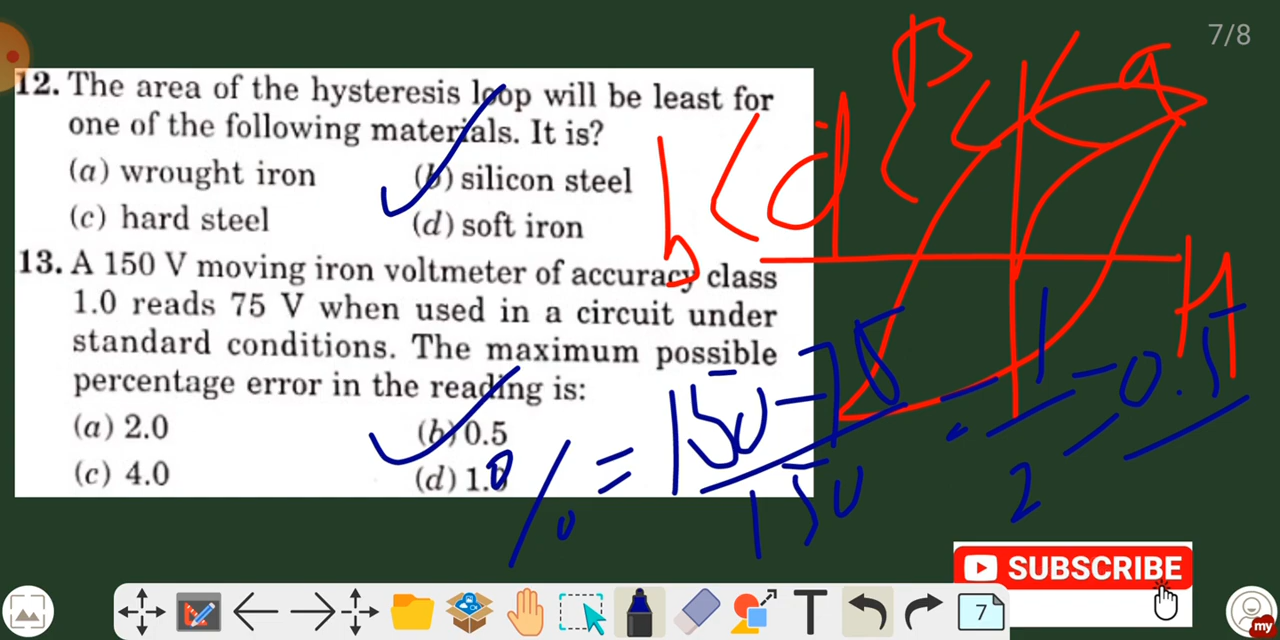 7/8
12. The area of the hysteresis loop will be least for
one of the following materials. It is?
(a) wrought iron (b) silicon steel
(c) hard steel (d) soft iron
13. A 150 V moving iron voltmeter of accuracy class
1.0 reads 75 V when used in a circuit under
standard conditions. The maximum possible
percentage error in the reading is:
(a) 2.0 (b) 0.5
(c) 4.0 (d) 1.0
B
a
b
d
H
% = 150-75
150
1
2
= 0.5
SUBSCRIBE
T
7
my